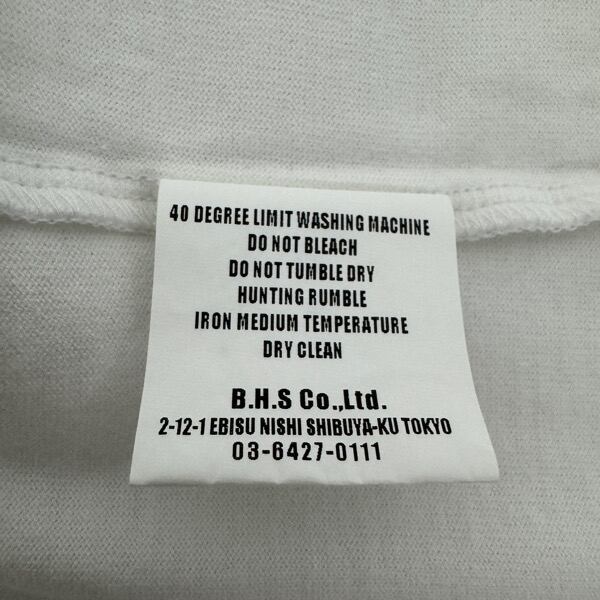 40 DEGREE LIMIT WASHING MACHINE
DO NOT BLEACH
DO NOT TUMBLE DRY
HUNTING RUMBLE
IRON MEDIUM TEMPERATURE
DRY CLEAN
B.H.S Co.,Ltd.
2-12-1 EBISU NISHI SHIBUYA-KU TOKYO
03-6427-0111